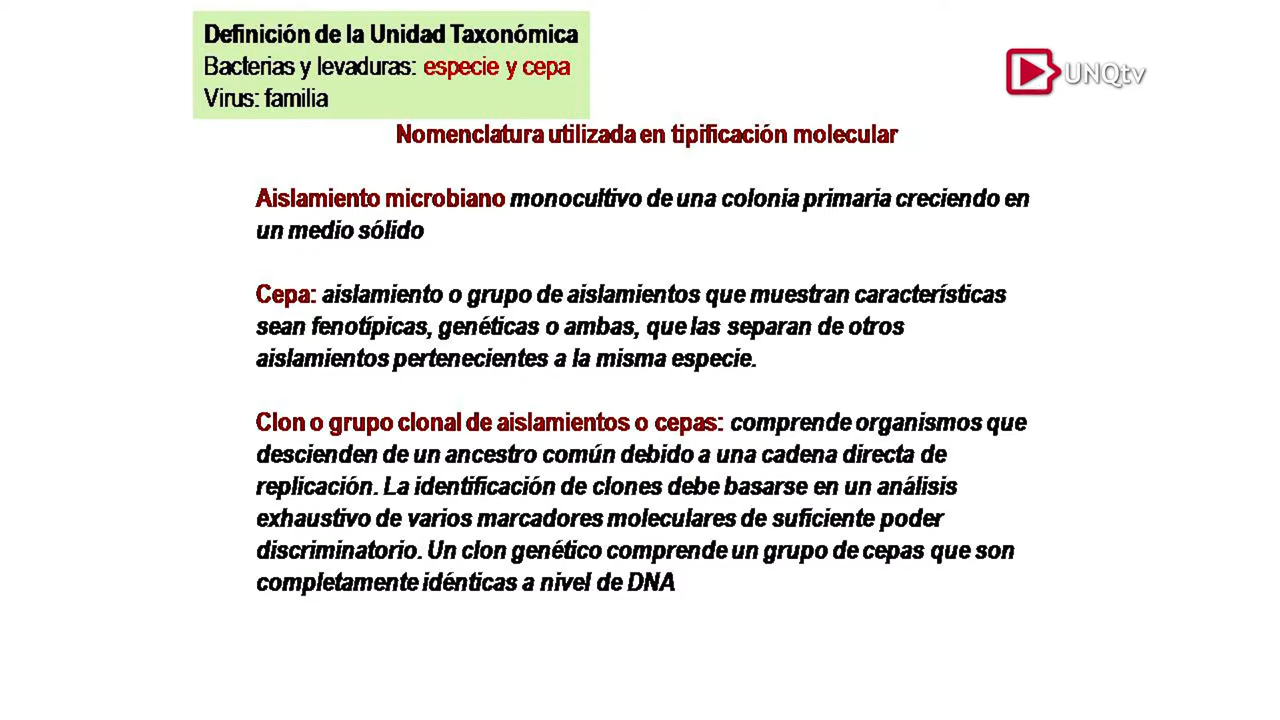 Definición de la Unidad Taxonómica
Bacterias y levaduras: especie y cepa
Virus: familia
UNQtv
Nomenclatura utilizada en tipificación molecular
Aislamiento microbiano monocultivo de una colonia primaria creciendo en
un medio sólido
Cepa: aislamiento o grupo de aislamientos que muestran características
sean fenotípicas, genéticas o ambas, que las separan de otros
aislamientos pertenecientes a la misma especie.
Clon o grupo clonal de aislamientos o cepas: comprende organismos que
descienden de un ancestro común debido a una cadena directa de
replicación. La identificación de clones debe basarse en un análisis
exhaustivo de varios marcadores moleculares de suficiente poder
discriminatorio. Un clon genético comprende un grupo de cepas que son
completamente idénticas a nivel de DNA